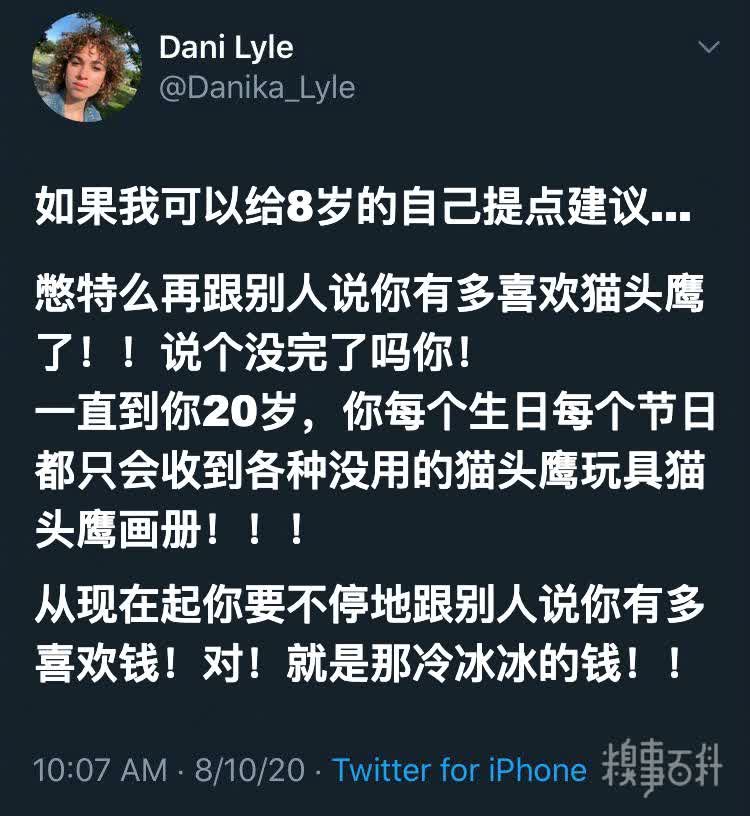 Dani Lyle
@Danika_Lyle
如果我可以给8岁的自己提点建议...
憋特么再跟别人说你有多喜欢猫头鹰
了！！说个没完了吗你！
一直到你20岁，你每个生日每个节日
都只会收到各种没用的猫头鹰玩具猫
头鹰画册！！！
从现在起你要不停地跟别人说你有多
喜欢钱！对！就是那冷冰冰的钱！！
10:07 AM · 8/10/20 · Twitter for iPhone
糗事百科